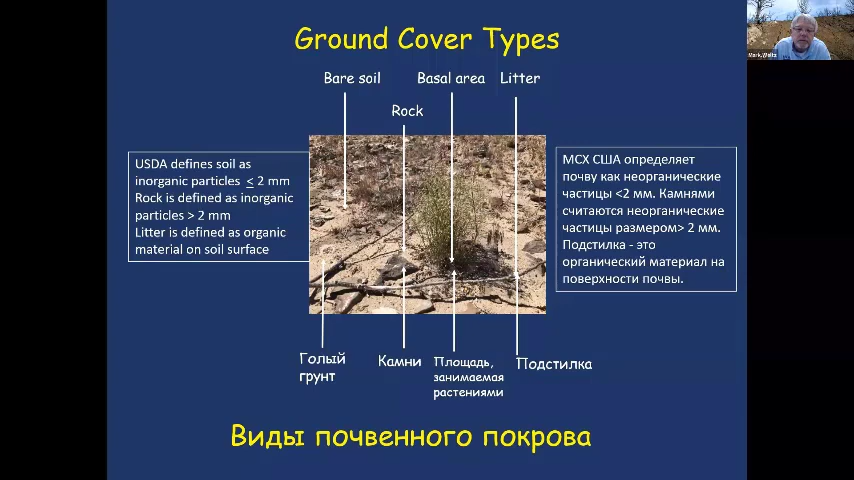 Ground Cover Types
Mark.Weltz
Bare soil
Basal area
Litter
Rock
USDA defines soil as
inorganic particles ≤ 2 mm
Rock is defined as inorganic
particles > 2 mm
Litter is defined as organic
material on soil surface
МСХ США определяет
почву как неорганические
частицы <2 мм. Камнями
считаются неорганические
частицы размером> 2 мм.
Подстилка - это
органический материал на
поверхности почвы.
Голый
грунт
Камни
Площадь,
занимаемая
растениями
Подстилка
Виды почвенного покрова